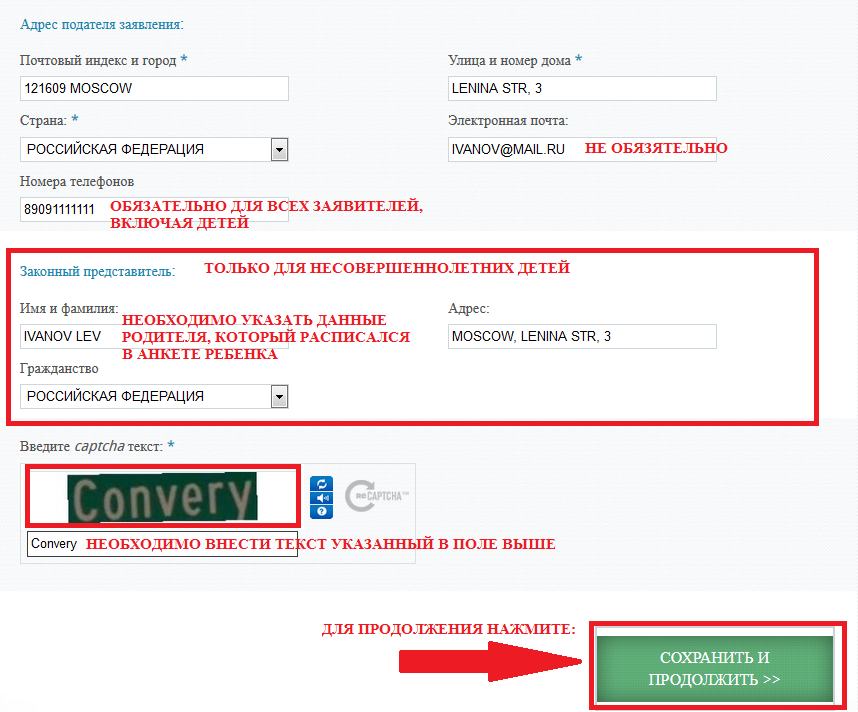 Адрес подателя заявления:
Почтовый индекс и город *
Улица и номер дома *
121609 MOSCOW
LENINA STR, 3
Страна: *
Электронная почта:
РОССИЙСКАЯ ФЕДЕРАЦИЯ
IVANOV@MAIL.RU НЕ ОБЯЗЯТЕЛЬНО
Номера телефонов
89091111111 ОБЯЗАТЕЛЬНО ДЛЯ ВСЕХ ЗАЯВИТЕЛЕЙ,
ВКЛЮЧАЯ ДЕТЕЙ
Законный представитель: ТОЛЬКО ДЛЯ НЕСОВЕРШЕННОЛЕТНИХ ДЕТЕЙ
Имя и фамилия:
Адрес:
НЕОБХОДИМО УКАЗАТЬ ДАННЫЕ
РОДИТЕЛЯ, КОТОРЫЙ РАСПИСАЛСЯ
В АНКЕТЕ РЕБЕНКА
IVANOV LEV
MOSCOW, LENINA STR, 3
Гражданство
РОССИЙСКАЯ ФЕДЕРАЦИЯ
Введите captcha текст: *
Convery
reCAPTCHA™
Convery НЕОБХОДИМО ВНЕСТИ ТЕКСТ УКАЗАННЫЙ В ПОЛЕ ВЫШЕ
ДЛЯ ПРОДОЛЖЕНИЯ НАЖМИТЕ:
СОХРАНИТЬ И
ПРОДОЛЖИТЬ >>